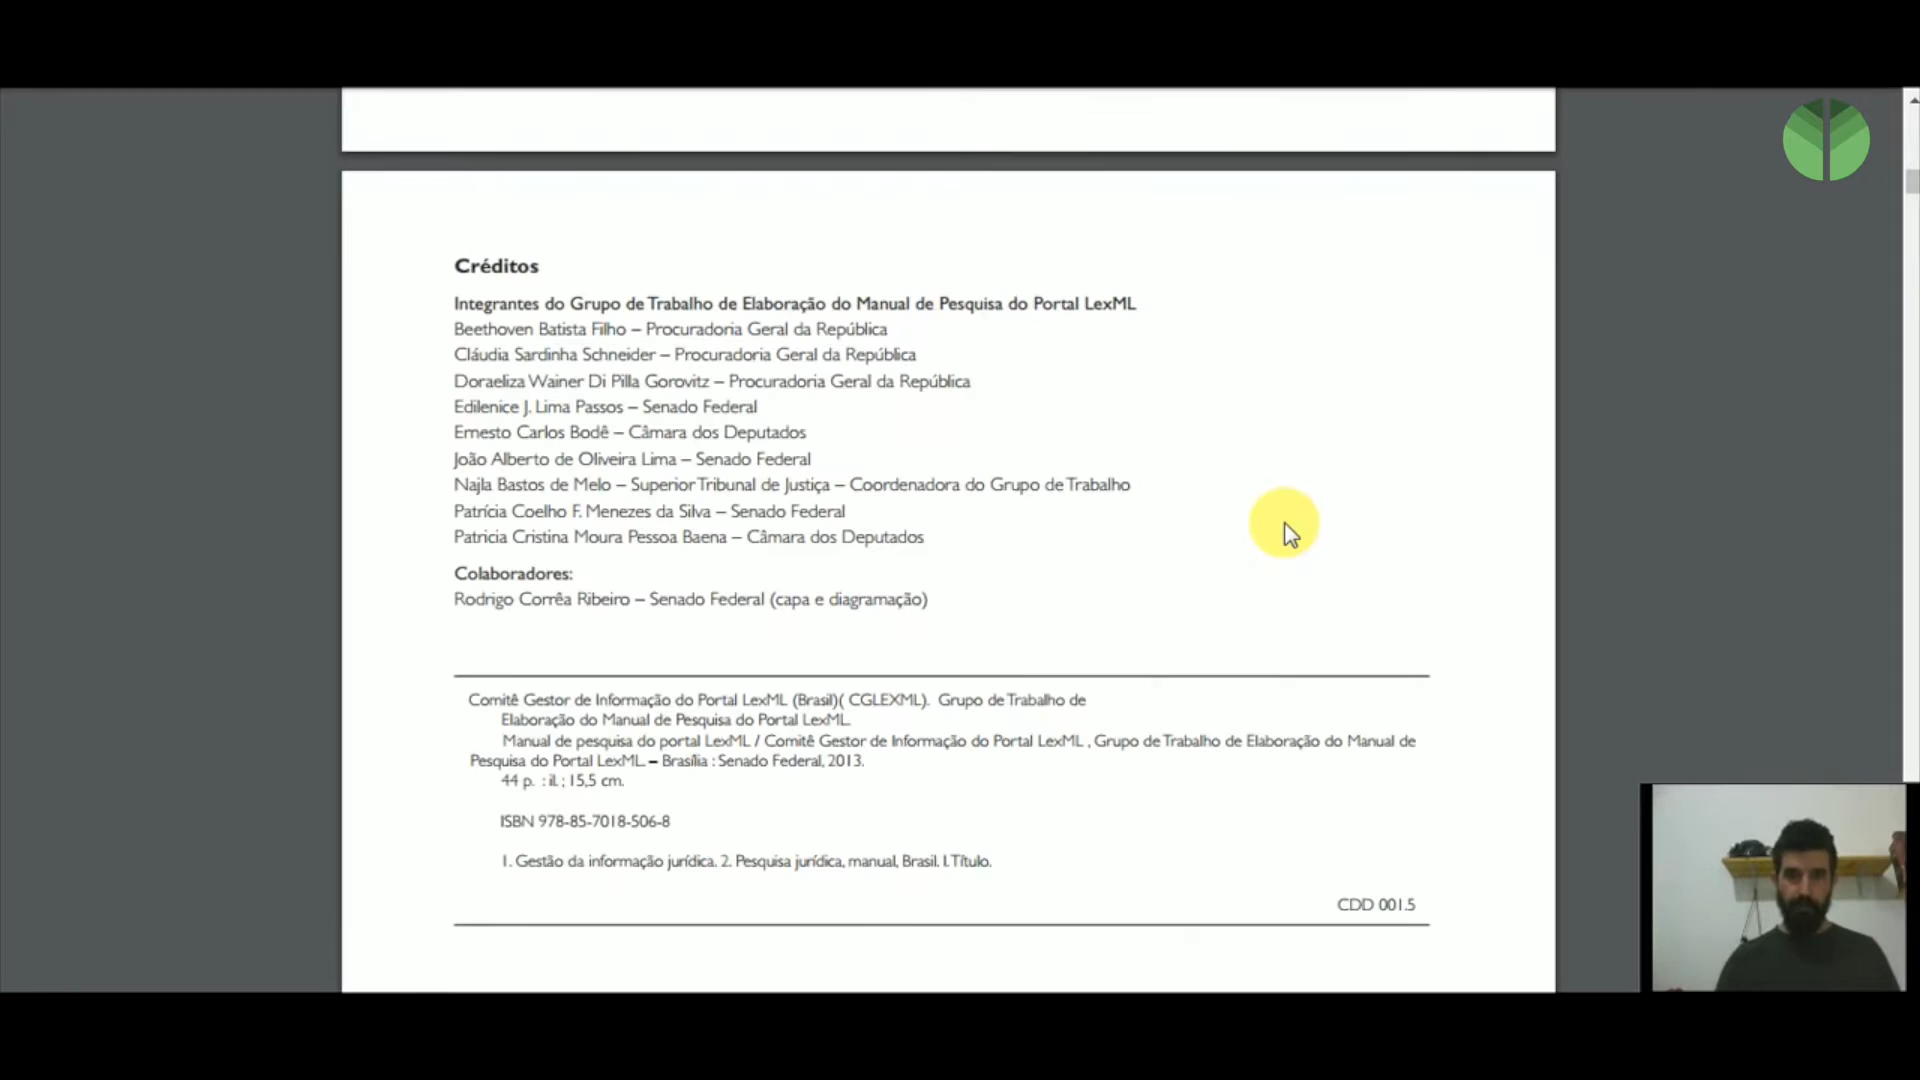 Créditos
Integrantes do Grupo de Trabalho de Elaboração do Manual de Pesquisa do Portal LexML
Beethoven Batista Filho – Procuradoria Geral da República
Cláudia Sardinha Schneider – Procuradoria Geral da República
Doraeliza Wainer Di Pilla Gorovitz – Procuradoria Geral da República
Edilenice J. Lima Passos – Senado Federal
Ernesto Carlos Bodê – Câmara dos Deputados
João Alberto de Oliveira Lima – Senado Federal
Najla Bastos de Melo – Superior Tribunal de Justiça – Coordenadora do Grupo de Trabalho
Patrícia Coelho F. Menezes da Silva – Senado Federal
Patricia Cristina Moura Pessoa Baena – Câmara dos Deputados
Colaboradores:
Rodrigo Corrêa Ribeiro – Senado Federal (capa e diagramação)
Comitê Gestor de Informação do Portal LexML (Brasil)( CGLEXML). Grupo de Trabalho de
Elaboração do Manual de Pesquisa do Portal LexML.
Manual de pesquisa do portal LexML / Comitê Gestor de Informação do Portal LexML , Grupo de Trabalho de Elaboração do Manual de
Pesquisa do Portal LexML. – Brasília : Senado Federal, 2013.
44 p. : il. ; 15,5 cm.
ISBN 978-85-7018-506-8
1. Gestão da informação jurídica. 2. Pesquisa jurídica, manual, Brasil. I. Título.
CDD 001.5